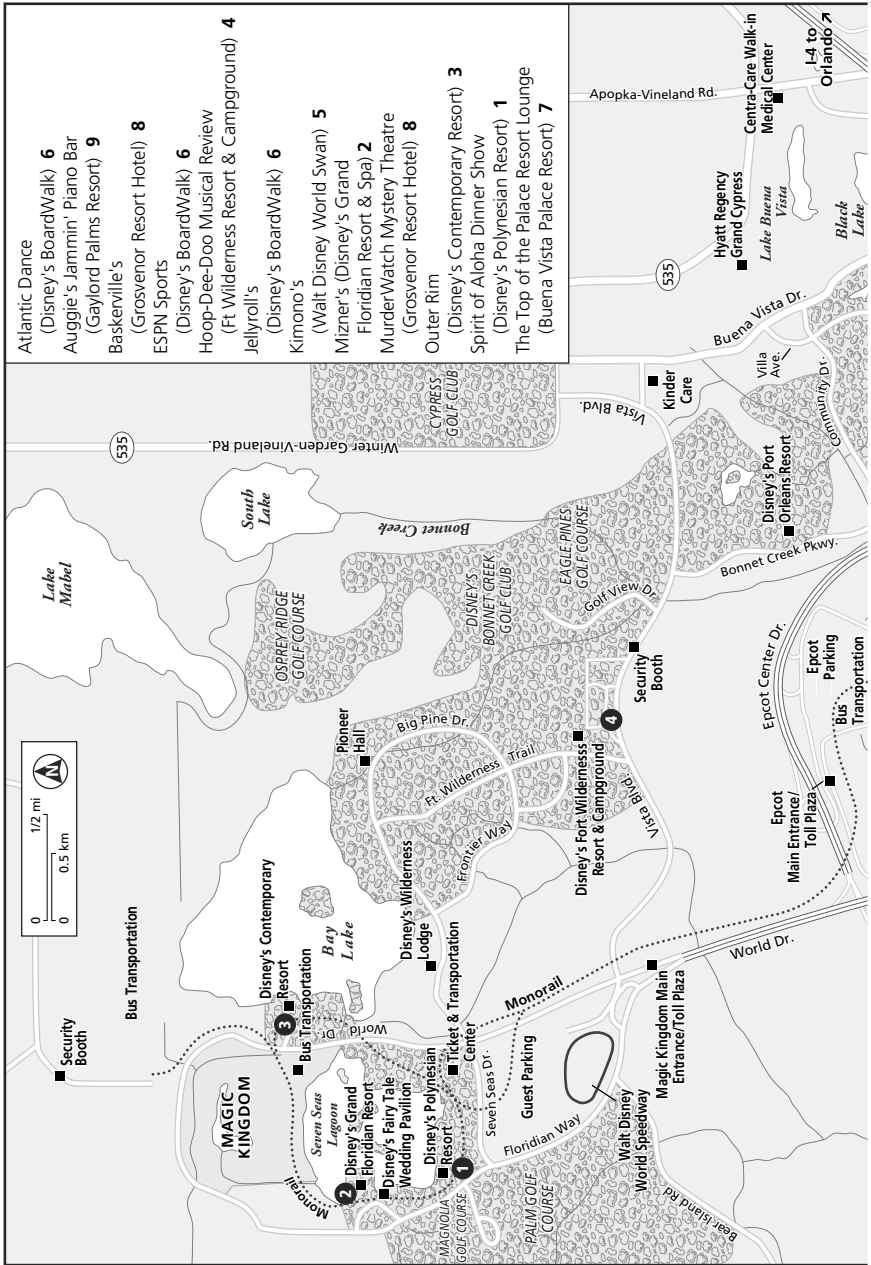 Atlantic Dance
(Disney's BoardWalk) 6
Auggie's Jammin' Piano Bar
(Gaylord Palms Resort) 9
Baskerville's
(Grosvenor Resort Hotel) 8
ESPN Sports
(Disney's BoardWalk) 6
Hoop-Dee-Doo Musical Review
(Ft Wilderness Resort & Campground) 4
Jellyroll's
(Disney's BoardWalk) 6
Kimono's
(Walt Disney World Swan) 5
Mizner's (Disney's Grand
Floridian Resort & Spa) 2
MurderWatch Mystery Theatre
(Grosvenor Resort Hotel) 8
Outer Rim
(Disney's Contemporary Resort) 3
Spirit of Aloha Dinner Show
(Disney's Polynesian Resort) 1
The Top of the Palace Resort Lounge
(Buena Vista Palace Resort) 7
0
1/2 mi
0
0.5 km
N
Security
Booth
Bus Transportation
MAGIC
KINGDOM
Monorail
Seven Seas
Lagoon
2
Disney's Grand
Floridian Resort
Disney's Fairy Tale
Wedding Pavilion
Disney's Polynesian
Resort
1
MAGNOLIA
GOLF COURSE
PALM GOLF
COURSE
Bear Island Rd
Floridian Way
Seven Seas Dr.
Guest Parking
Walt Disney
World Speedway
Magic Kingdom Main
Entrance/Toll Plaza
World Dr.
Monorail
Ticket & Transportation
Center
World Dr.
Bus Transportation
3
Disney's Contemporary
Resort
Bay
Lake
Disney's Wilderness
Lodge
Pioneer
Hall
Big Pine Dr.
Ft. Wilderness Trail
Frontier Way
Disney's Fort Wilderness
Resort & Campground
4
Vista Blvd.
Security
Booth
Golf View Dr.
EAGLE PINES
GOLF COURSE
DISNEY'S
BONNET CREEK
GOLF CLUB
OSPREY RIDGE
GOLF COURSE
Lake
Mabel
South
Lake
Bonnet Creek
535
Winter Garden-Vineland Rd.
CYPRESS
GOLF CLUB
Vista Blvd.
Kinder
Care
Buena Vista Dr.
Villa
Ave.
Community Dr.
Disney's Port
Orleans Resort
Bonnet Creek Pkwy.
Epcot Center Dr.
Epcot
Parking
Bus
Transportation
Epcot
Main Entrance/
Toll Plaza
535
Hyatt Regency
Grand Cypress
Lake Buena
Vista
Black
Lake
Apopka-Vineland Rd.
Centra-Care Walk-in
Medical Center
I-4 to
Orlando